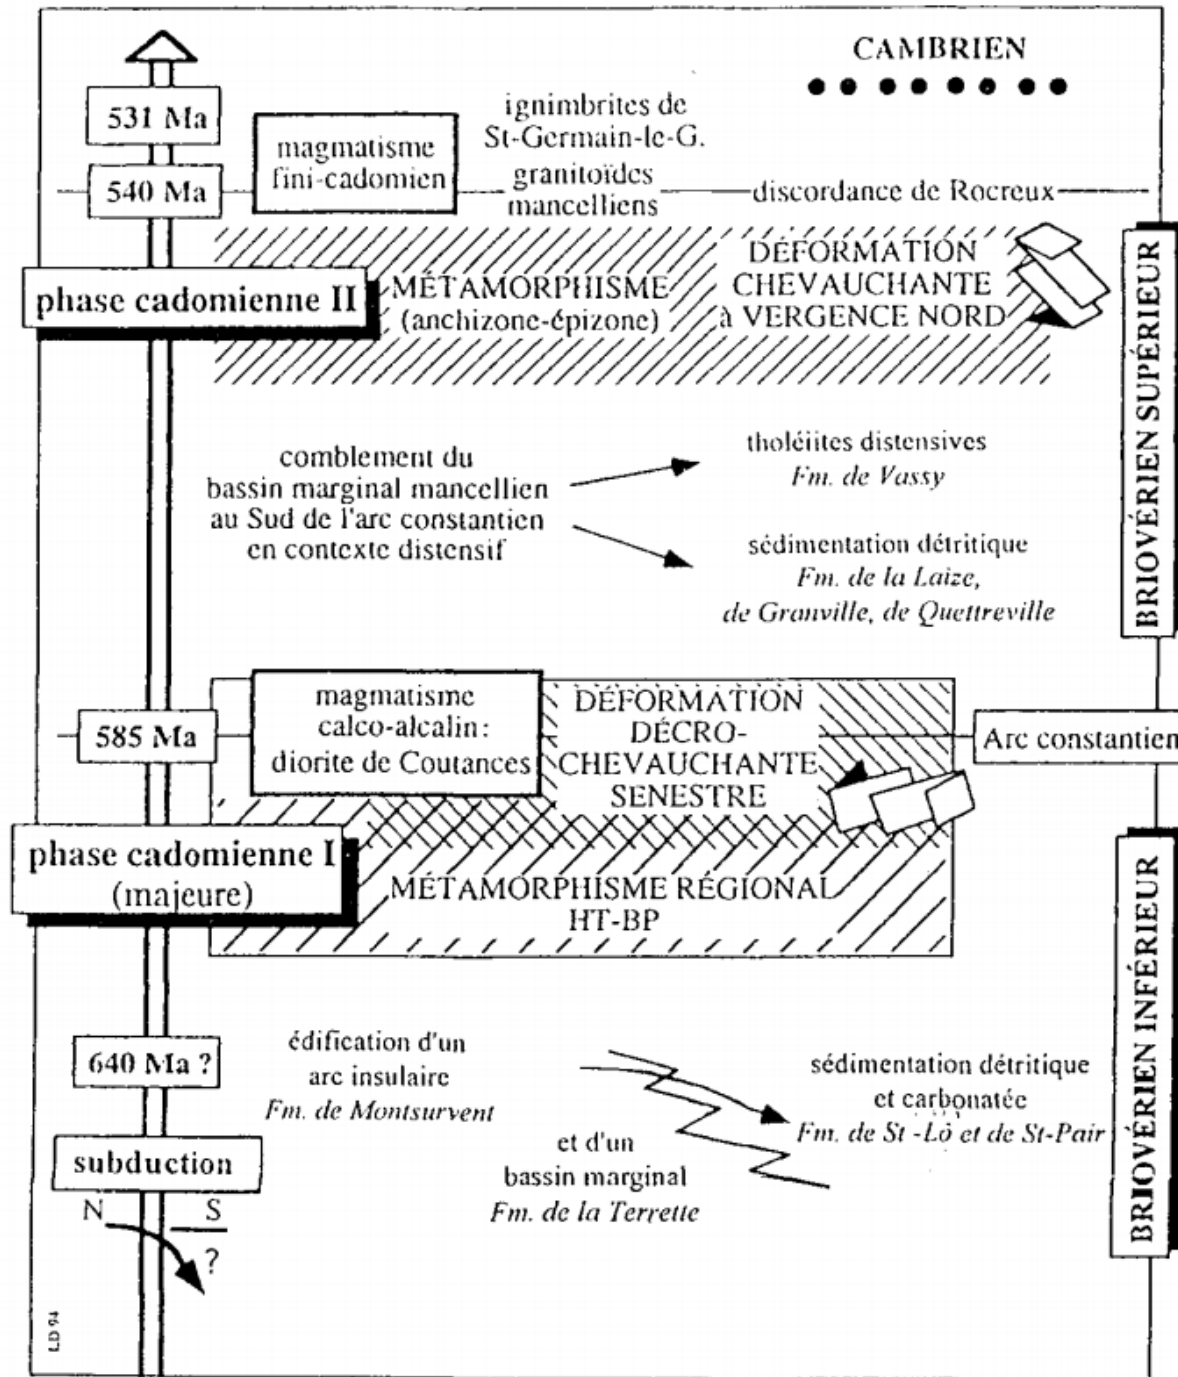 CAMBRIEN
531 Ma
ignimbrites de
St-Germain-le-G.
magmatisme
fini-cadomien
540 Ma
granitoïdes
mancelliens
discordance de Rocreux
phase cadomienne II
MÉTAMORPHISME
(anchizone-épizone)
DÉFORMATION
CHEVAUCHANTE
à VERGENCE NORD
BRIOVÉRIEN SUPÉRIEUR
comblement du
bassin marginal mancellien
au Sud de l'arc constantien
en contexte distensif
tholéiites distensives
Fm. de Vassy
sédimentation détritique
Fm. de la Laize,
de Granville, de Quettreville
585 Ma
magmatisme
calco-alcalin:
diorite de Coutances
DÉFORMATION
DÉCRO-
CHEVAUCHANTE
SENESTRE
Arc constantien
phase cadomienne I
(majeure)
MÉTAMORPHISME RÉGIONAL
HT-BP
BRIOVÉRIEN INFÉRIEUR
640 Ma ?
édification d'un
arc insulaire
Fm. de Montsurvent
et d'un
bassin marginal
Fm. de la Terrette
sédimentation détritique
et carbonatée
Fm. de St -Lô et de St-Pair
subduction
N S
?
LD 94